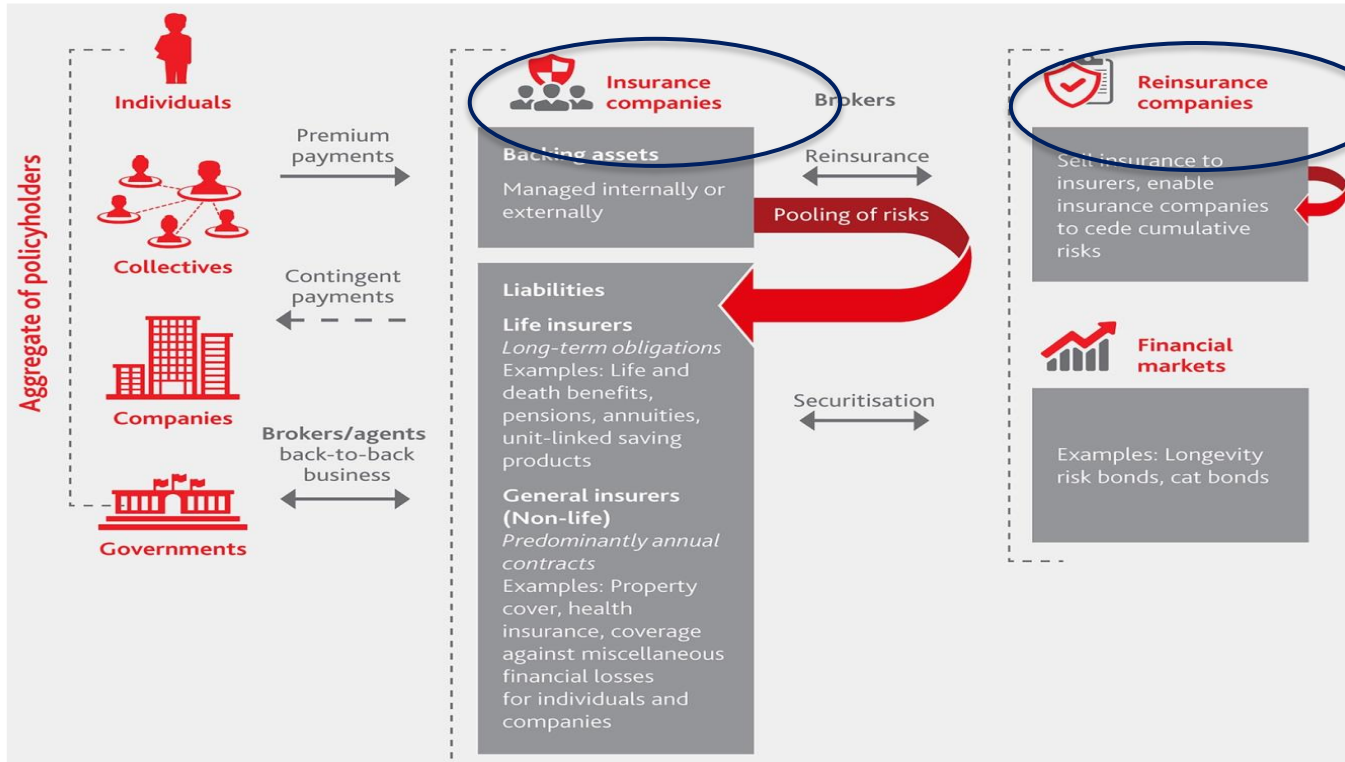 Aggregate of policyholders
Individuals
Collectives
Companies
Governments
Premium
payments
Contingent
payments
Brokers/agents
back-to-back
business
Insurance
companies
Backing assets
Managed internally or
externally
Liabilities
Life insurers
Long-term obligations
Examples: Life and
death benefits,
pensions, annuities,
unit-linked saving
products
General insurers
(Non-life)
Predominantly annual
contracts
Examples: Property
cover, health
insurance, coverage
against miscellaneous
financial losses
for individuals and
companies
Brokers
Reinsurance
Pooling of risks
Securitisation
Reinsurance
companies
Sell insurance to
insurers, enable
insurance companies
to cede cumulative
risks
Financial
markets
Examples: Longevity
risk bonds, cat bonds